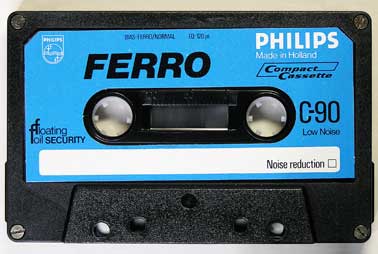 PHILIPS
BIAS-FERRO/NORMAL EQ-120 µs
PHILIPS
Made in Holland
FERRO
Compact
Cassette
floating
foil SECURITY
C-90
Low Noise
Noise reduction